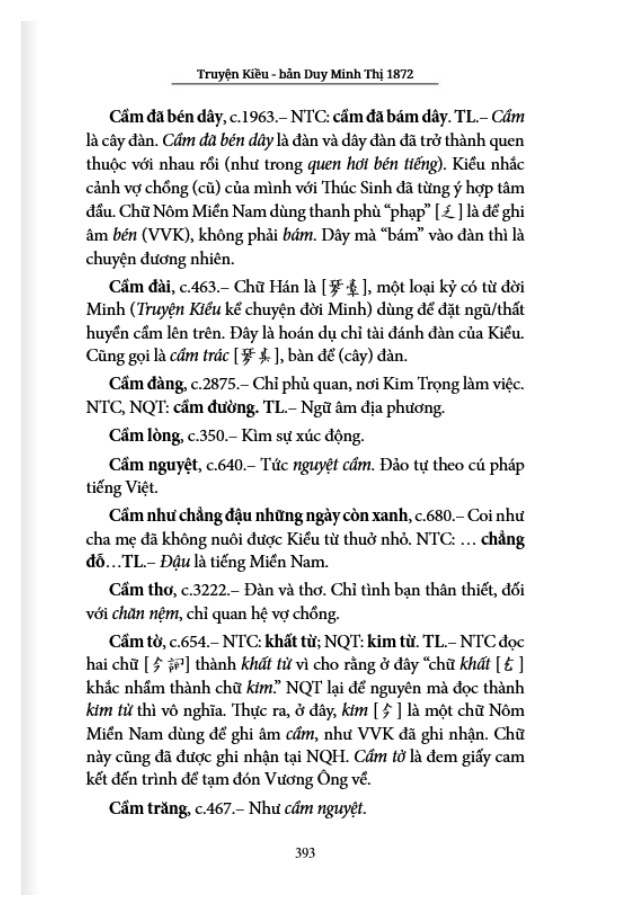 Truyện Kiều - bản Duy Minh Thị 1872
Cầm đã bén dây, c.1963.– NTC: cầm đã bám dây. TL.– Cầm
là cây đàn. Cầm đã bén dây là đàn và dây đàn đã trở thành quen
thuộc với nhau rồi (như trong quen hơi bén tiếng). Kiều nhắc
cảnh vợ chồng (cũ) của mình với Thúc Sinh đã từng ý hợp tâm
đầu. Chữ Nôm Miền Nam dùng thanh phù “phạp” [辶] là để ghi
âm bén (VVK), không phải bám. Dây mà “bám” vào đàn thì là
chuyện đương nhiên.
Cầm đài, c.463.– Chữ Hán là [琴臺], một loại kỷ có từ đời
Minh (Truyện Kiều kể chuyện đời Minh) dùng để đặt ngũ/thất
huyền cầm lên trên. Đây là hoán dụ chỉ tài đánh đàn của Kiều.
Cũng gọi là cầm trác [琴桌], bàn để (cây) đàn.
Cầm đàng, c.2875.– Chỉ phủ quan, nơi Kim Trọng làm việc.
NTC, NQT: cầm đường. TL.– Ngữ âm địa phương.
Cầm lòng, c.350.– Kìm sự xúc động.
Cầm nguyệt, c.640.– Tức nguyệt cầm. Đảo tự theo cú pháp
tiếng Việt.
Cầm như chẳng đậu những ngày còn xanh, c.680.– Coi như
cha mẹ đã không nuôi được Kiều từ thuở nhỏ. NTC: … chẳng
đỗ…TL.– Đậu là tiếng Miền Nam.
Cầm thơ, c.3222.– Đàn và thơ. Chỉ tình bạn thân thiết, đối
với chăn nệm, chỉ quan hệ vợ chồng.
Cầm tờ, c.654.– NTC: khất từ; NQT: kim từ. TL.– NTC đọc
hai chữ [今詞] thành khất từ vì cho rằng ở đây “chữ khất [
]
khắc nhầm thành chữ kim.” NQT lại để nguyên mà đọc thành
kim từ thì vô nghĩa. Thực ra, ở đây, kim [今] là một chữ Nôm
Miền Nam dùng để ghi âm cầm, như VVK đã ghi nhận. Chữ
này cũng đã được ghi nhận tại NQH. Cầm tờ là đem giấy cam
kết đến trình để tạm đón Vương Ông về.
Cầm trăng, c.467.– Như cầm nguyệt.
393